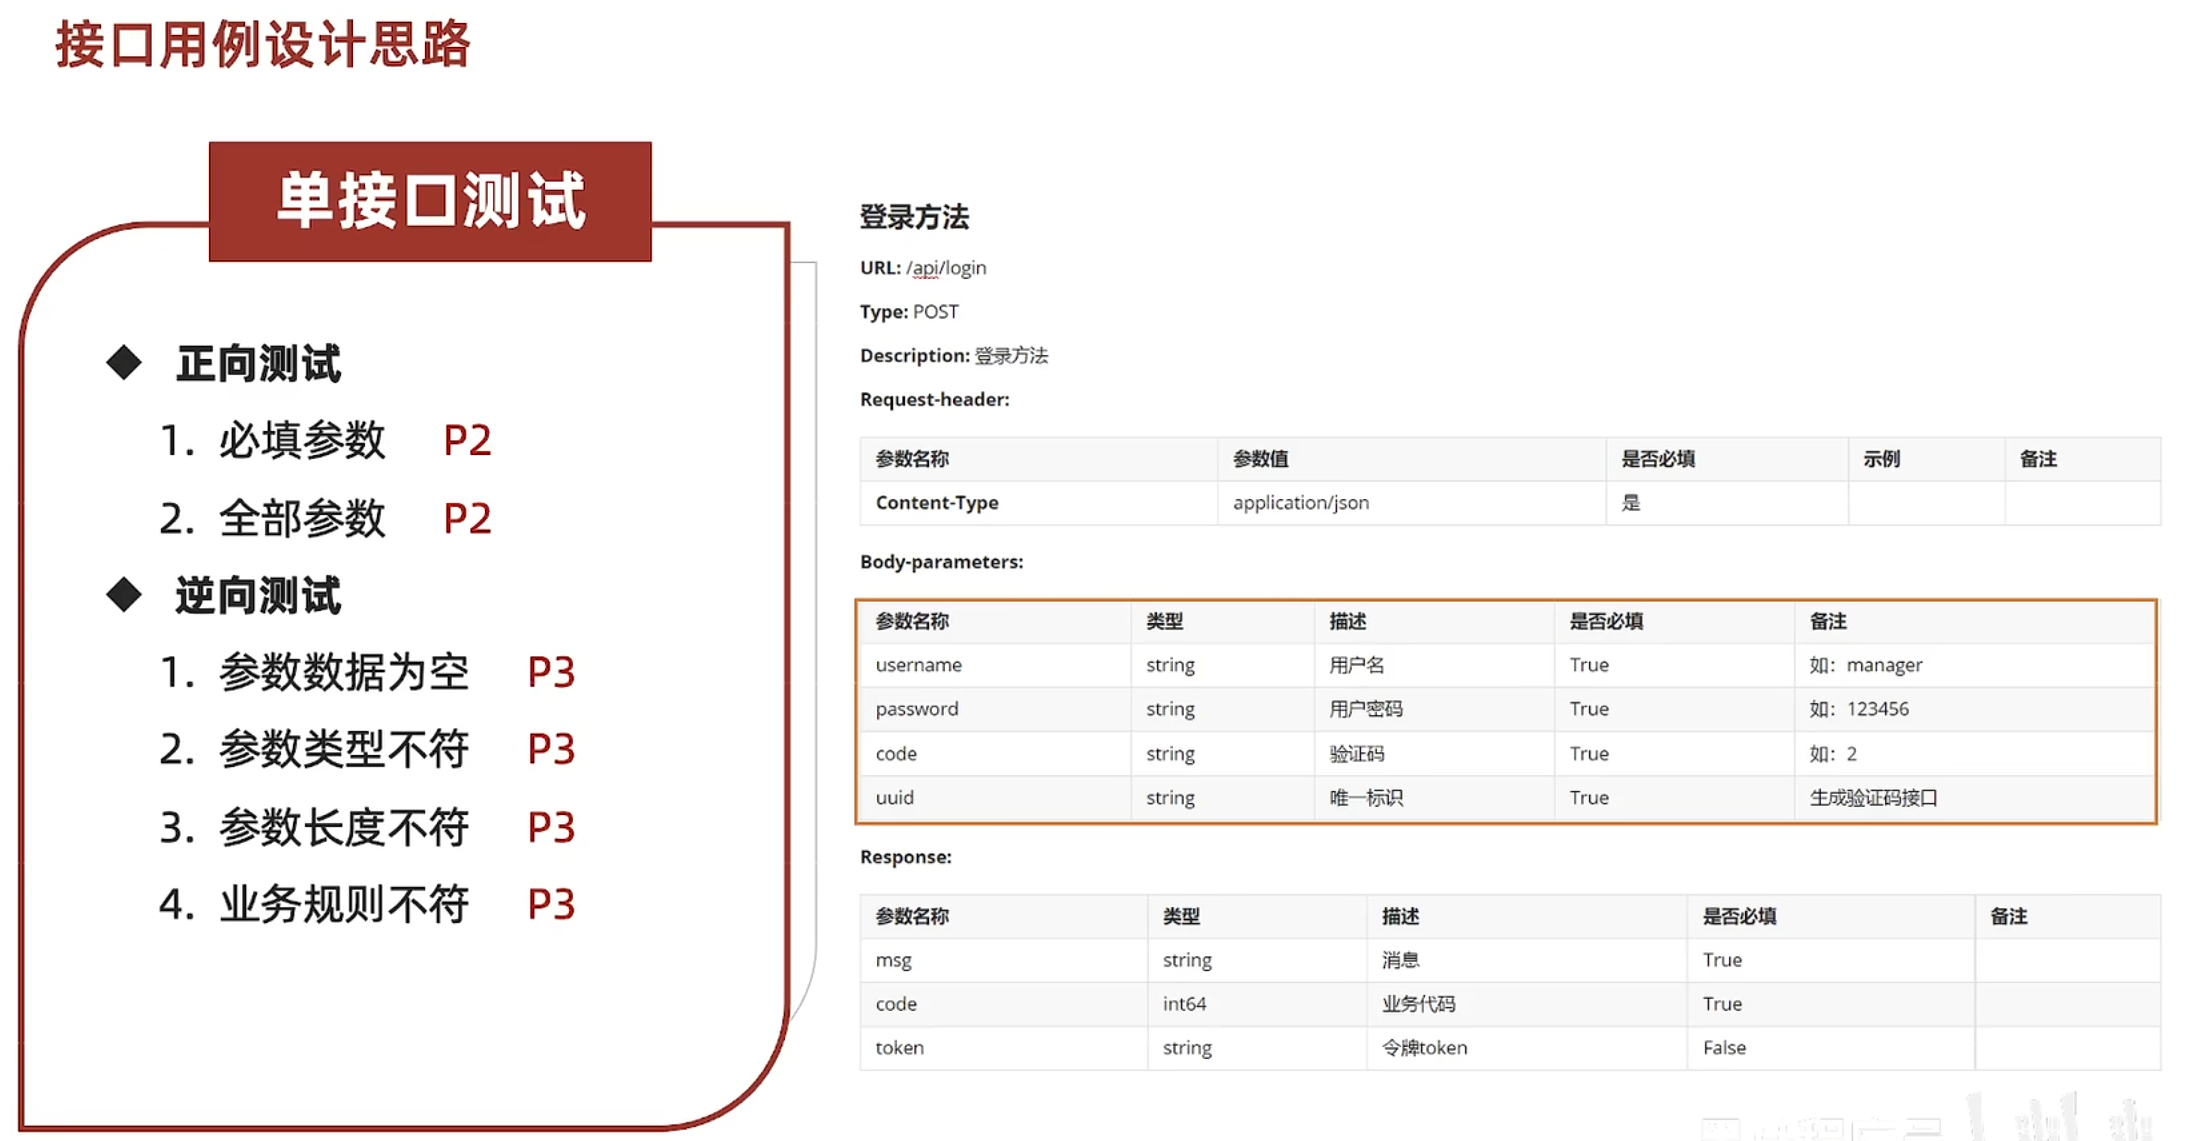 接口用例设计思路
单接口测试
◆ 正向测试
1. 必填参数 P2
2. 全部参数 P2
◆ 逆向测试
1. 参数数据为空 P3
2. 参数类型不符 P3
3. 参数长度不符 P3
4. 业务规则不符 P3
登录方法
URL: /api/login
Type: POST
Description: 登录方法
Request-header:
参数名称 参数值 是否必填 示例 备注
Content-Type application/json 是
Body-parameters:
参数名称 类型 描述 是否必填 备注
username string 用户名 True 如：manager
password string 用户密码 True 如：123456
code string 验证码 True 如：2
uuid string 唯一标识 True 生成验证码接口
Response:
参数名称 类型 描述 是否必填 备注
msg string 消息 True
code int64 业务代码 True
token string 令牌token False